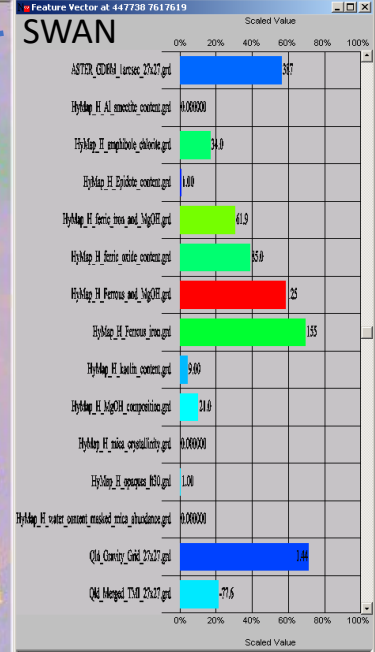 Feature Vector at 447738 7617619
SWAN
Scaled Value
0% 20% 40% 60% 80% 100%
ASTER_GDEM_1arcsec_27x27.grd
HyMap_H_Al_smectite_content.grd 0.000000
HyMap_H_amphibole_chlorite.grd 34.0
HyMap_H_Epidote_content.grd 1.00
HyMap_H_ferric_iron_and_MgOH.grd 61.9
HyMap_H_ferric_oxide_content.grd 85.0
HyMap_H_Ferrous_and_MgOH.grd 125
HyMap_H_Ferrous_iron.grd 155
HyMap_H_kaolin_content.grd 9.00
HyMap_H_MgOH_composition.grd 21.0
HyMap_H_mica_crystallinity.grd 0.000000
HyMap_H_opaques_ft30.grd 1.00
HyMap_H_water_content_masked_mica_abundance.grd 0.000000
Qld_Gravity_Grid_27x27.grd 1.44
Qld_Merged_TMI_27x27.grd -77.6
0% 20% 40% 60% 80% 100%
Scaled Value